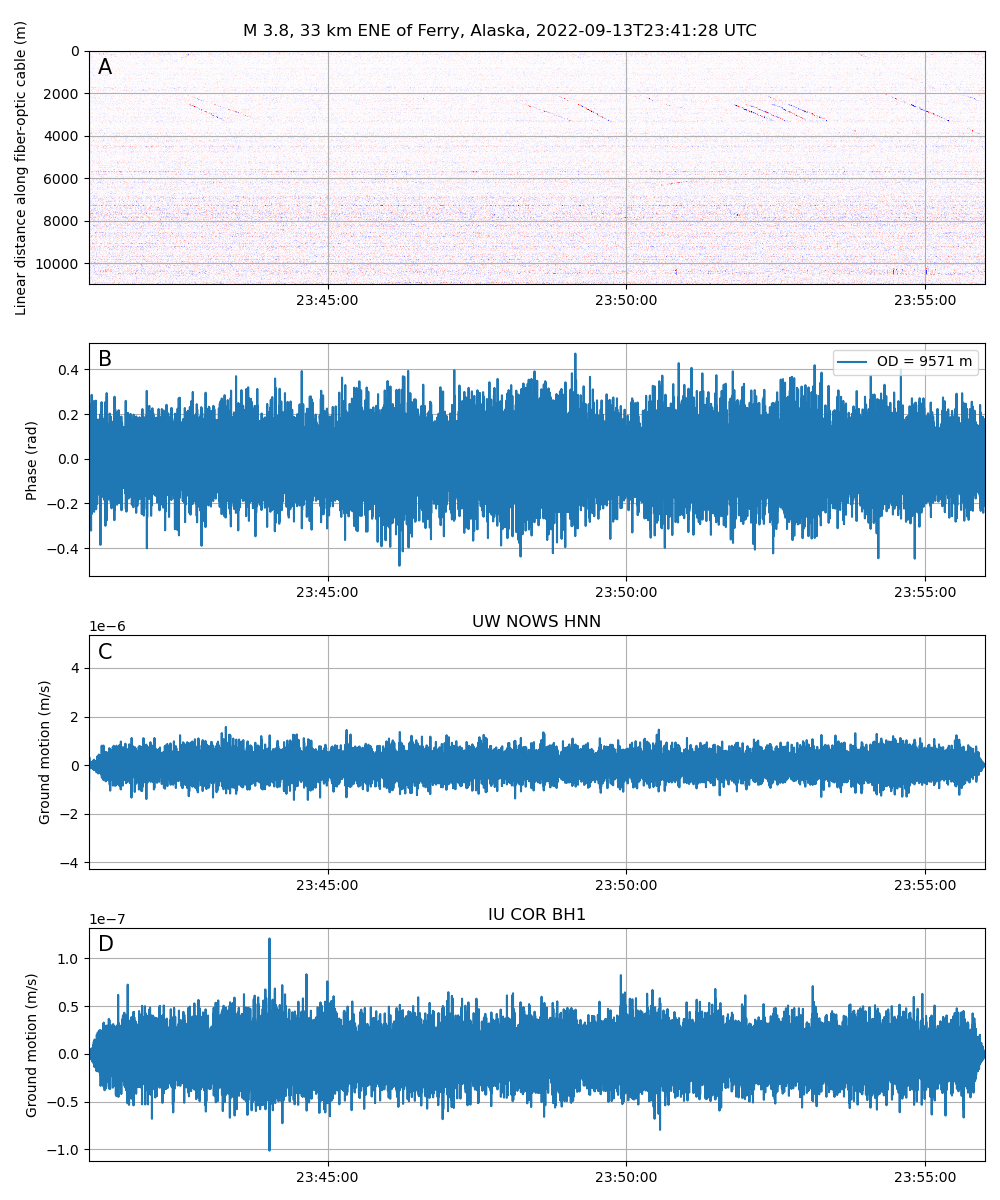 M 3.8, 33 km ENE of Ferry, Alaska, 2022-09-13T23:41:28 UTC
Linear distance along fiber-optic cable (m)
A
0
2000
4000
6000
8000
10000
23:45:00 23:50:00 23:55:00
B
OD = 9571 m
Phase (rad)
0.4
0.2
0.0
−0.2
−0.4
23:45:00 23:50:00 23:55:00
UW NOWS HNN
1e−6
C
Ground motion (m/s)
4
2
0
−2
−4
23:45:00 23:50:00 23:55:00
IU COR BH1
1e−7
D
Ground motion (m/s)
1.0
0.5
0.0
−0.5
−1.0
23:45:00 23:50:00 23:55:00